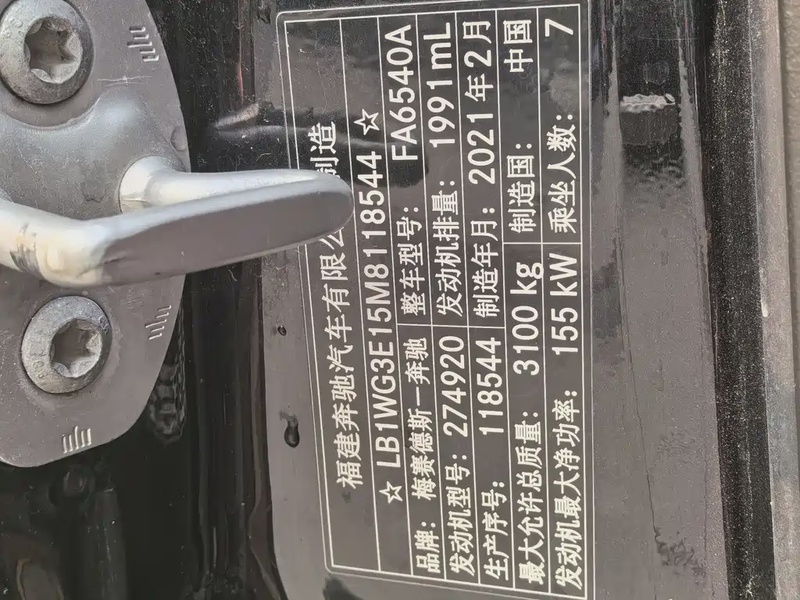 福建奔驰汽车有限公 制造
☆ LB1WG3E15M8118544 ☆
品牌: 梅赛德斯一奔驰 整车型号: FA6540A
发动机型号: 274920 发动机排量: 1991mL
生产序号: 118544 制造年月: 2021年2月
最大允许总质量: 3100 kg 制造国: 中国
发动机最大净功率: 155 kW 乘坐人数: 7